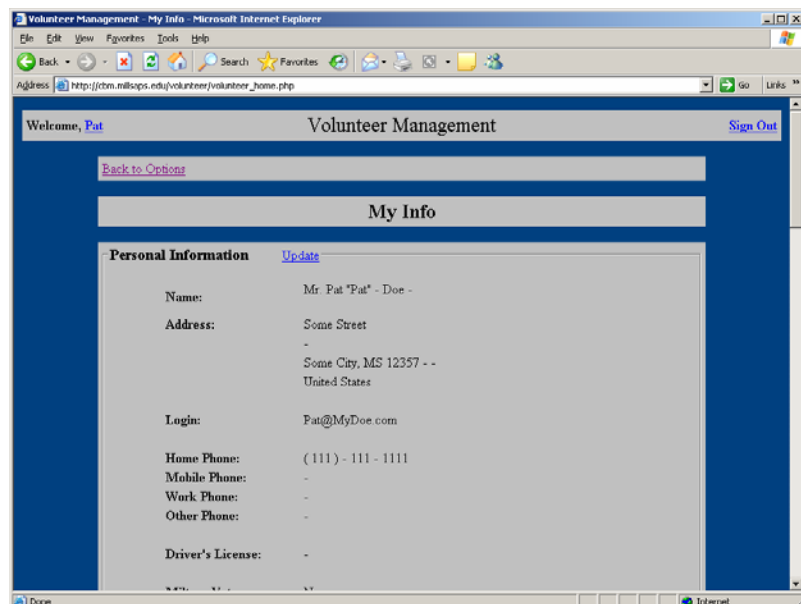 Volunteer Management - My Info - Microsoft Internet Explorer
File Edit View Favorites Tools Help
Back Search Favorites
Address http://cbm.millsaps.edu/volunteer/volunteer_home.php Go Links »
Welcome, Pat Volunteer Management Sign Out
Back to Options
My Info
Personal Information Update
Name: Mr. Pat "Pat" - Doe -
Address: Some Street
-
Some City, MS 12357 - -
United States
Login: Pat@MyDoe.com
Home Phone: ( 111 ) - 111 - 1111
Mobile Phone: -
Work Phone: -
Other Phone: -
Driver's License: -
Done Internet